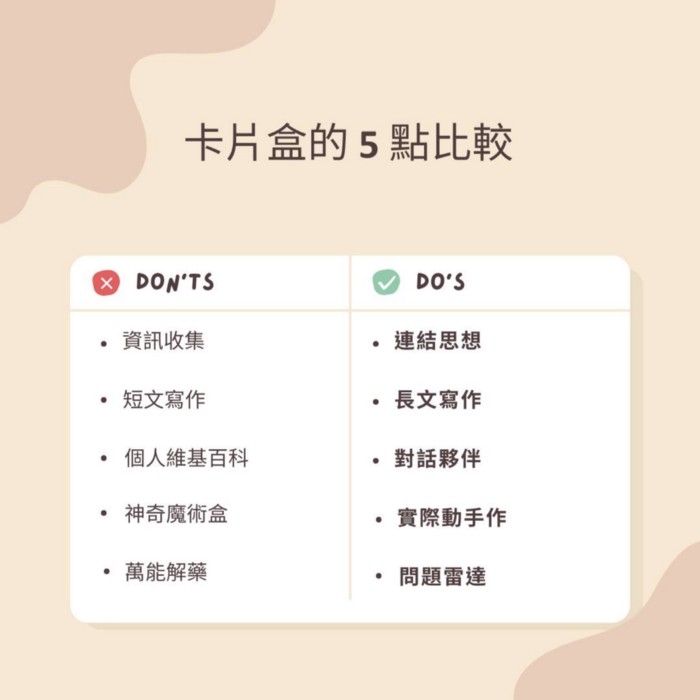 卡片盒的 5 點比較
DON'TS
DO'S
資訊收集
連結思想
短文寫作
長文寫作
個人維基百科
對話夥伴
神奇魔術盒
實際動手作
萬能解藥
問題雷達